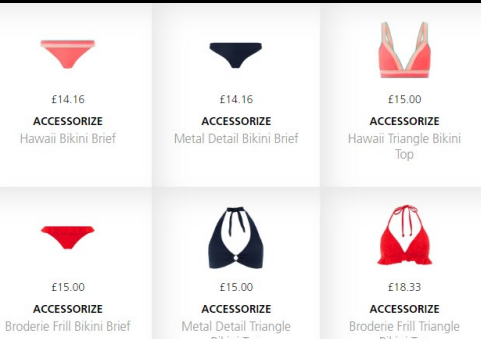 £14.16
ACCESSORIZE
Hawaii Bikini Brief
£14.16
ACCESSORIZE
Metal Detail Bikini Brief
£15.00
ACCESSORIZE
Hawaii Triangle Bikini
Top
£15.00
ACCESSORIZE
Broderie Frill Bikini Brief
£15.00
ACCESSORIZE
Metal Detail Triangle
£18.33
ACCESSORIZE
Broderie Frill Triangle